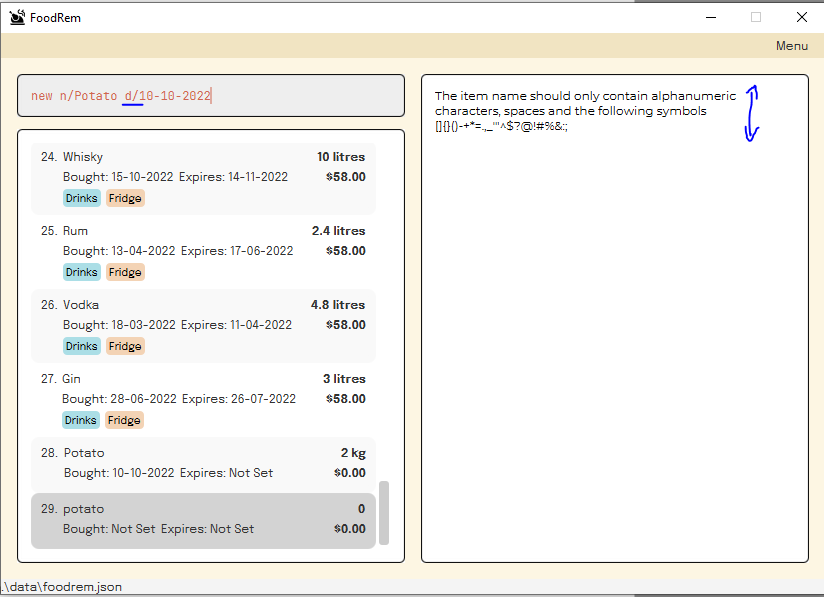 FoodRem
Menu
new n/Potato d/10-10-2022
24. Whisky 10 litres
Bought: 15-10-2022 Expires: 14-11-2022 $58.00
Drinks Fridge
25. Rum 2.4 litres
Bought: 13-04-2022 Expires: 17-06-2022 $58.00
Drinks Fridge
26. Vodka 4.8 litres
Bought: 18-03-2022 Expires: 11-04-2022 $58.00
Drinks Fridge
27. Gin 3 litres
Bought: 28-06-2022 Expires: 26-07-2022 $58.00
Drinks Fridge
28. Potato 2 kg
Bought: 10-10-2022 Expires: Not Set $0.00
29. potato 0
Bought: Not Set Expires: Not Set $0.00
The item name should only contain alphanumeric
characters, spaces and the following symbols
[]{}()-+*=.,_'"^$?@!#%&:;
.\data\foodrem.json